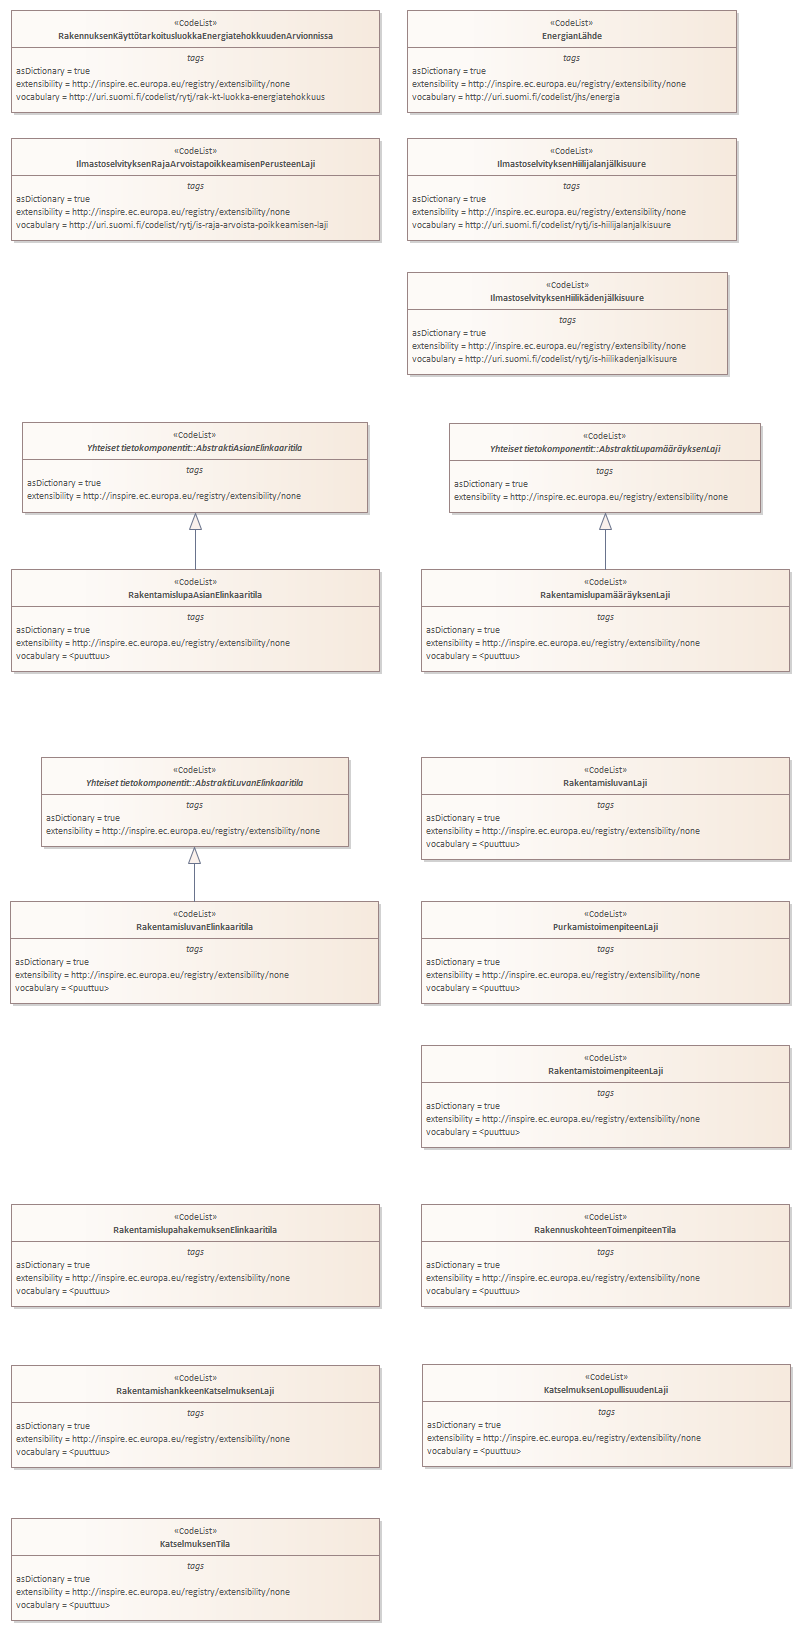 «CodeList»
RakennuksenKäyttötarkoitusluokkaEnergiatehokkuudenArvionnissa
tags
asDictionary = true
extensibility = http://inspire.ec.europa.eu/registry/extensibility/none
vocabulary = http://uri.suomi.fi/codelist/rytj/rak-kt-luokka-energiatehokkuus
«CodeList»
EnergianLähde
tags
asDictionary = true
extensibility = http://inspire.ec.europa.eu/registry/extensibility/none
vocabulary = http://uri.suomi.fi/codelist/jhs/energia
«CodeList»
IlmastoselvityksenRajaArvoistapoikkeamisenPerusteenLaji
tags
asDictionary = true
extensibility = http://inspire.ec.europa.eu/registry/extensibility/none
vocabulary = http://uri.suomi.fi/codelist/rytj/is-raja-arvoista-poikkeamisen-laji
«CodeList»
IlmastoselvityksenHiilijalanjälkisuure
tags
asDictionary = true
extensibility = http://inspire.ec.europa.eu/registry/extensibility/none
vocabulary = http://uri.suomi.fi/codelist/rytj/is-hiilijalanjalkisuure
«CodeList»
IlmastoselvityksenHiilikädenjälkisuure
tags
asDictionary = true
extensibility = http://inspire.ec.europa.eu/registry/extensibility/none
vocabulary = http://uri.suomi.fi/codelist/rytj/is-hiilikadenjalkisuure
«CodeList»
Yhteiset tietokomponentit::AbstraktiAsianElinkaaritila
tags
asDictionary = true
extensibility = http://inspire.ec.europa.eu/registry/extensibility/none
«CodeList»
Yhteiset tietokomponentit::AbstraktiLupamääräyksenLaji
tags
asDictionary = true
extensibility = http://inspire.ec.europa.eu/registry/extensibility/none
«CodeList»
RakentamislupaAsianElinkaaritila
tags
asDictionary = true
extensibility = http://inspire.ec.europa.eu/registry/extensibility/none
vocabulary = <puuttuu>
«CodeList»
RakentamislupamääräyksenLaji
tags
asDictionary = true
extensibility = http://inspire.ec.europa.eu/registry/extensibility/none
vocabulary = <puuttuu>
«CodeList»
Yhteiset tietokomponentit::AbstraktiLuvanElinkaaritila
tags
asDictionary = true
extensibility = http://inspire.ec.europa.eu/registry/extensibility/none
«CodeList»
RakentamisluvanLaji
tags
asDictionary = true
extensibility = http://inspire.ec.europa.eu/registry/extensibility/none
vocabulary = <puuttuu>
«CodeList»
RakentamisluvanElinkaaritila
tags
asDictionary = true
extensibility = http://inspire.ec.europa.eu/registry/extensibility/none
vocabulary = <puuttuu>
«CodeList»
PurkamistoimenpiteenLaji
tags
asDictionary = true
extensibility = http://inspire.ec.europa.eu/registry/extensibility/none
vocabulary = <puuttuu>
«CodeList»
RakentamistoimenpiteenLaji
tags
asDictionary = true
extensibility = http://inspire.ec.europa.eu/registry/extensibility/none
vocabulary = <puuttuu>
«CodeList»
RakentamislupahakemuksenElinkaaritila
tags
asDictionary = true
extensibility = http://inspire.ec.europa.eu/registry/extensibility/none
vocabulary = <puuttuu>
«CodeList»
RakennuskohteenToimenpiteenTila
tags
asDictionary = true
extensibility = http://inspire.ec.europa.eu/registry/extensibility/none
vocabulary = <puuttuu>
«CodeList»
RakentamishankkeenKatselmuksenLaji
tags
asDictionary = true
extensibility = http://inspire.ec.europa.eu/registry/extensibility/none
vocabulary = <puuttuu>
«CodeList»
KatselmuksenLopullisuudenLaji
tags
asDictionary = true
extensibility = http://inspire.ec.europa.eu/registry/extensibility/none
vocabulary = <puuttuu>
«CodeList»
KatselmuksenTila
tags
asDictionary = true
extensibility = http://inspire.ec.europa.eu/registry/extensibility/none
vocabulary = <puuttuu>